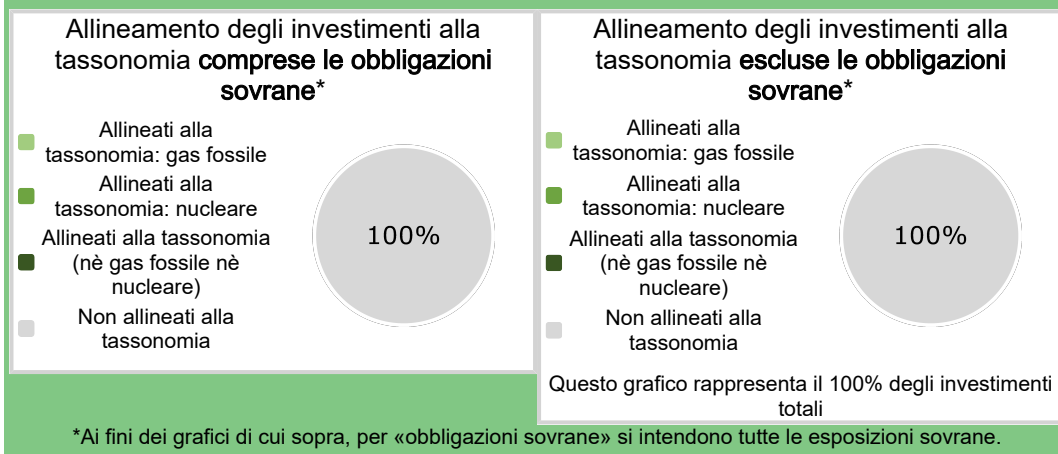 Allineamento degli investimenti alla
tassonomia comprese le obbligazioni
sovrane*
Allineati alla
tassonomia: gas fossile
Allineati alla
tassonomia: nucleare
Allineati alla tassonomia
(nè gas fossile nè
nucleare)
Non allineati alla
tassonomia
100%
Allineamento degli investimenti alla
tassonomia escluse le obbligazioni
sovrane*
Allineati alla
tassonomia: gas fossile
Allineati alla
tassonomia: nucleare
Allineati alla tassonomia
(nè gas fossile nè
nucleare)
Non allineati alla
tassonomia
100%
Questo grafico rappresenta il 100% degli investimenti
totali
*Ai fini dei grafici di cui sopra, per «obbligazioni sovrane» si intendono tutte le esposizioni sovrane.